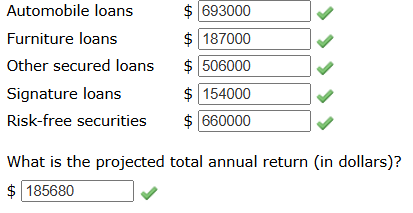 Automobile loans $ 693000
Furniture loans $ 187000
Other secured loans $ 506000
Signature loans $ 154000
Risk-free securities $ 660000
What is the projected total annual return (in dollars)?
$ 185680